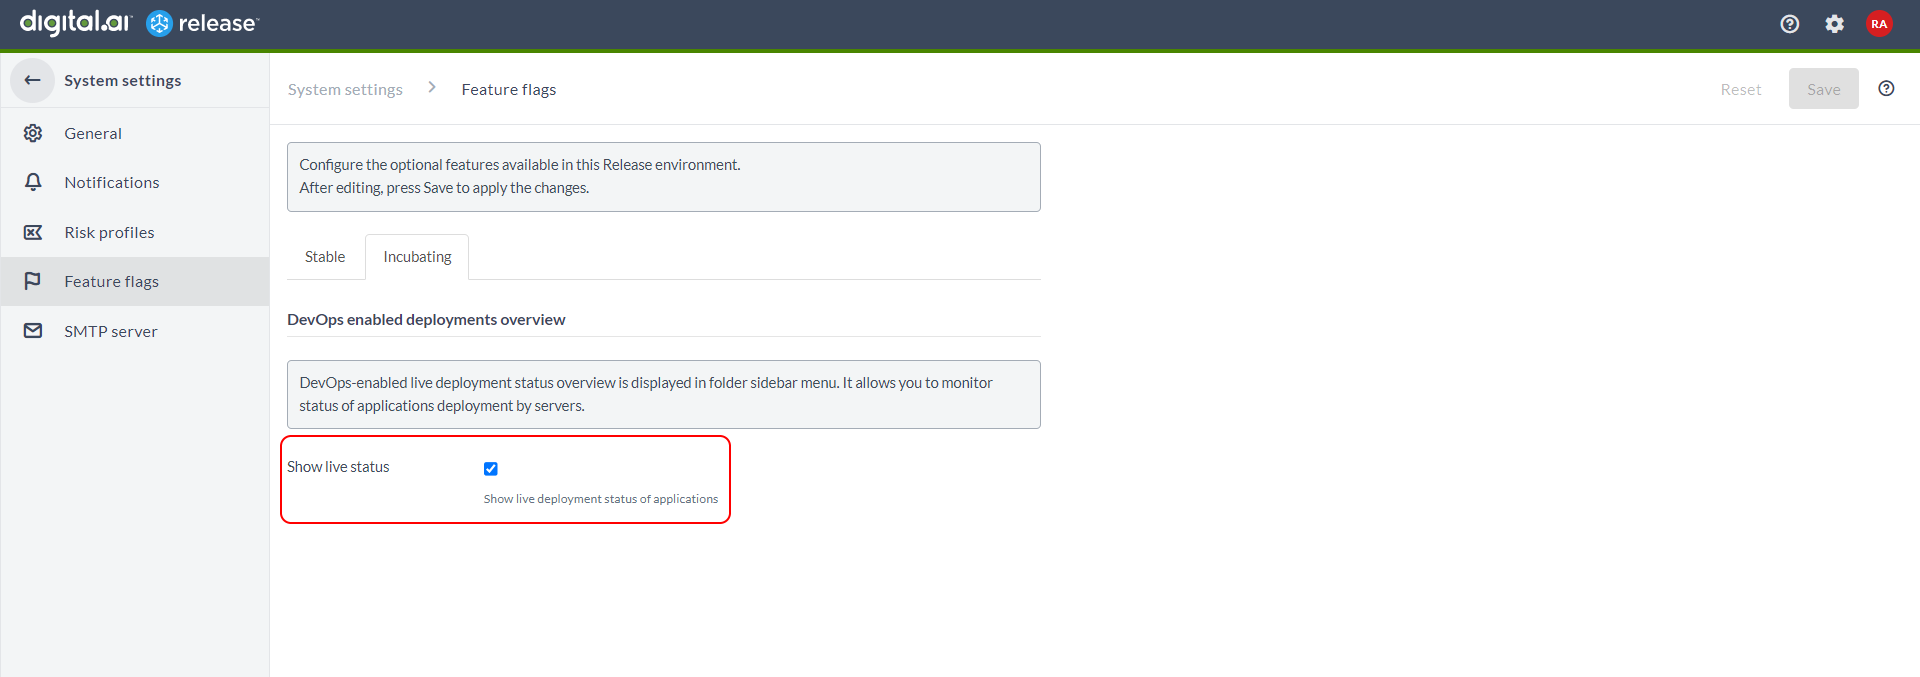 digital.ai release™
RA
System settings
General
Notifications
Risk profiles
Feature flags
SMTP server
System settings
Feature flags
Reset
Save
Configure the optional features available in this Release environment.
After editing, press Save to apply the changes.
Stable
Incubating
DevOps enabled deployments overview
DevOps-enabled live deployment status overview is displayed in folder sidebar menu. It allows you to monitor
status of applications deployment by servers.
Show live status
Show live deployment status of applications